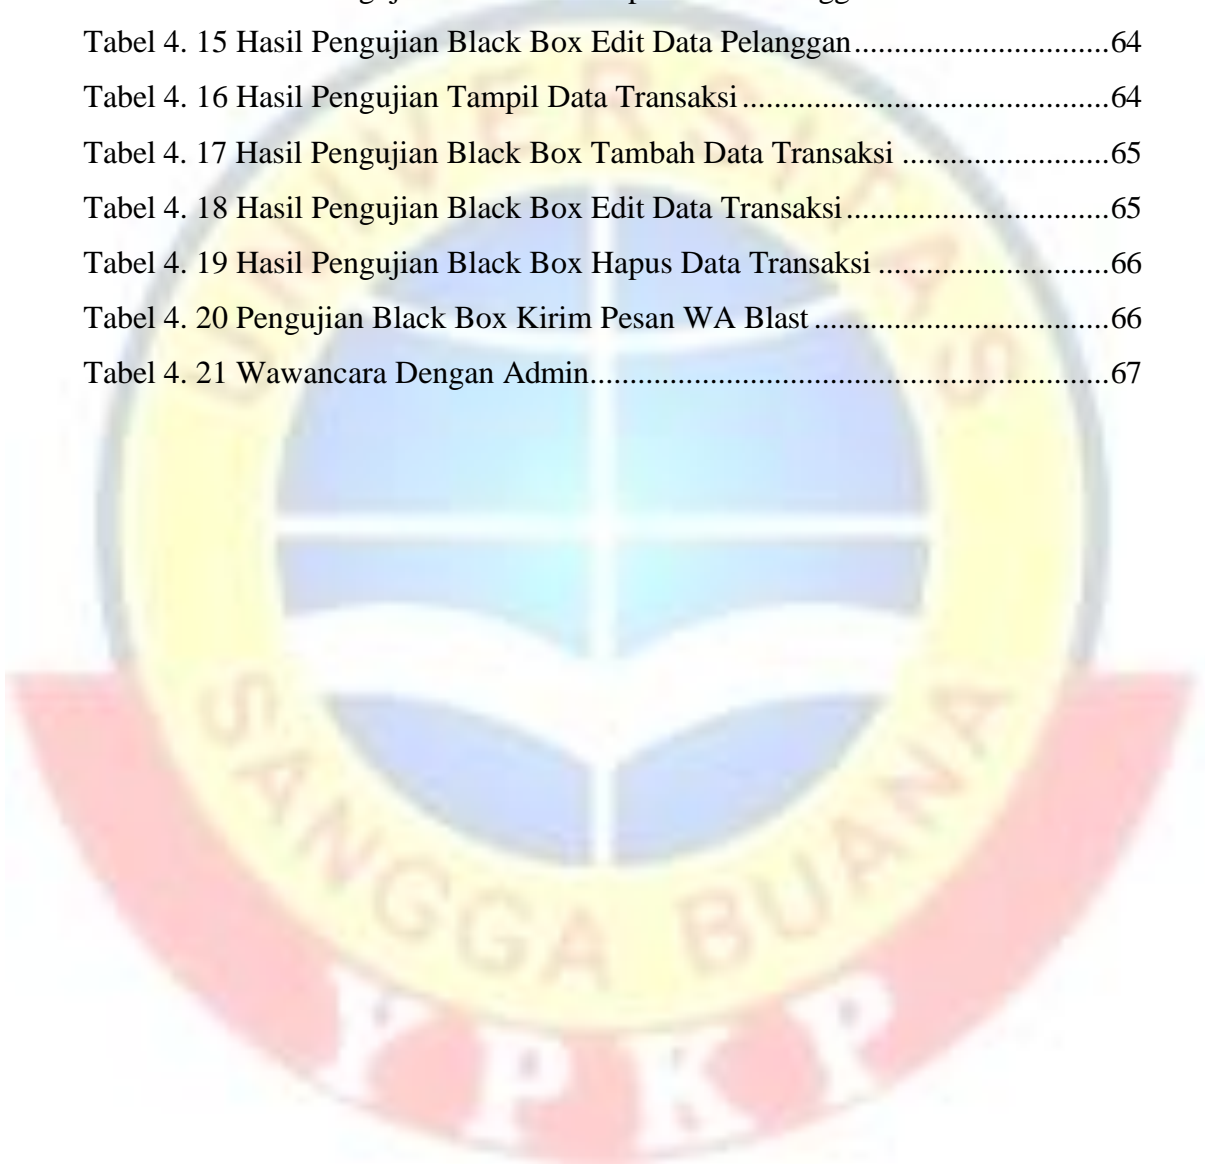 Tabel 4. 15 Hasil Pengujian Black Box Edit Data Pelanggan................................64
Tabel 4. 16 Hasil Pengujian Tampil Data Transaksi..............................................64
Tabel 4. 17 Hasil Pengujian Black Box Tambah Data Transaksi ..........................65
Tabel 4. 18 Hasil Pengujian Black Box Edit Data Transaksi.................................65
Tabel 4. 19 Hasil Pengujian Black Box Hapus Data Transaksi .............................66
Tabel 4. 20 Pengujian Black Box Kirim Pesan WA Blast .....................................66
Tabel 4. 21 Wawancara Dengan Admin.................................................................67
UNIVERSITAS
SANGGA BUANA
YPKP